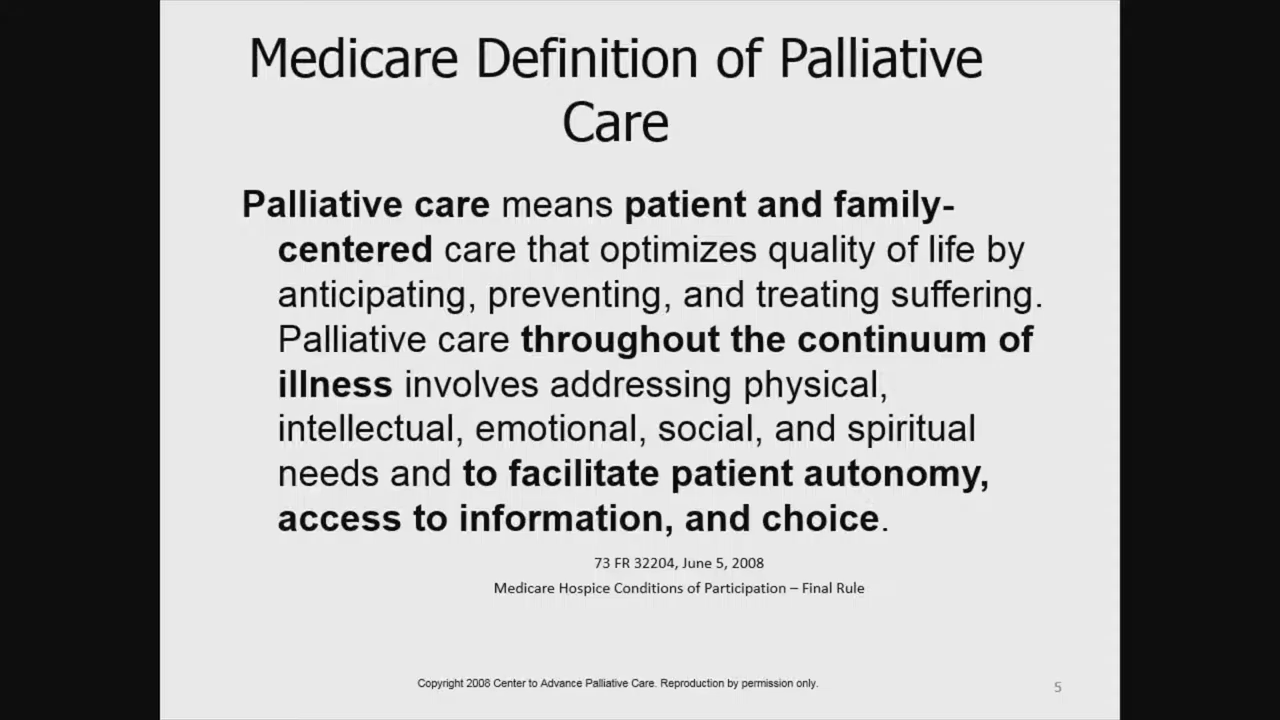 Medicare Definition of Palliative
Care
Palliative care means patient and family-
centered care that optimizes quality of life by
anticipating, preventing, and treating suffering.
Palliative care throughout the continuum of
illness involves addressing physical,
intellectual, emotional, social, and spiritual
needs and to facilitate patient autonomy,
access to information, and choice.
73 FR 32204, June 5, 2008
Medicare Hospice Conditions of Participation – Final Rule
Copyright 2008 Center to Advance Palliative Care. Reproduction by permission only.
5